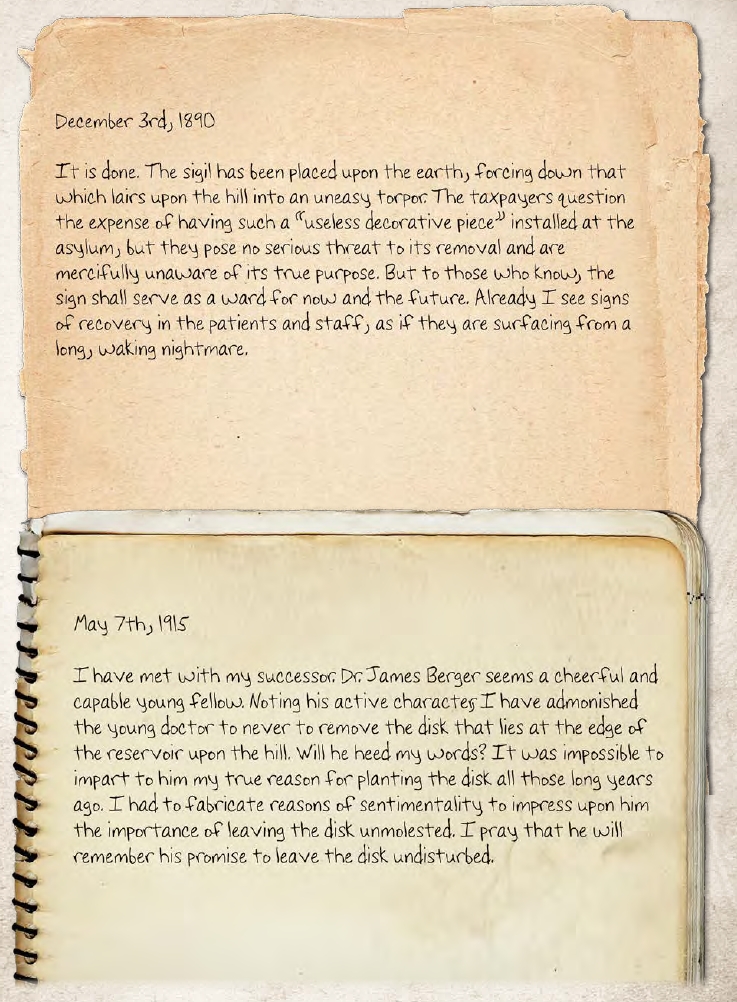 December 3rd, 1890
It is done. The sigil has been placed upon the earth, forcing down that
which lairs upon the hill into an uneasy torpor. The taxpayers question
the expense of having such a "useless decorative piece" installed at the
asylum, but they pose no serious threat to its removal and are
mercifully unaware of its true purpose. But to those who know, the
sign shall serve as a ward for now and the future. Already I see signs
of recovery in the patients and staff, as if they are surfacing from a
long, waking nightmare.
May 7th, 1915
I have met with my successor. Dr. James Berger seems a cheerful and
capable young fellow. Noting his active character, I have admonished
the young doctor to never to remove the disk that lies at the edge of
the reservoir upon the hill. Will he heed my words? It was impossible to
impart to him my true reason for planting the disk all those long years
ago. I had to fabricate reasons of sentimentality to impress upon him
the importance of leaving the disk unmolested. I pray that he will
remember his promise to leave the disk undisturbed.